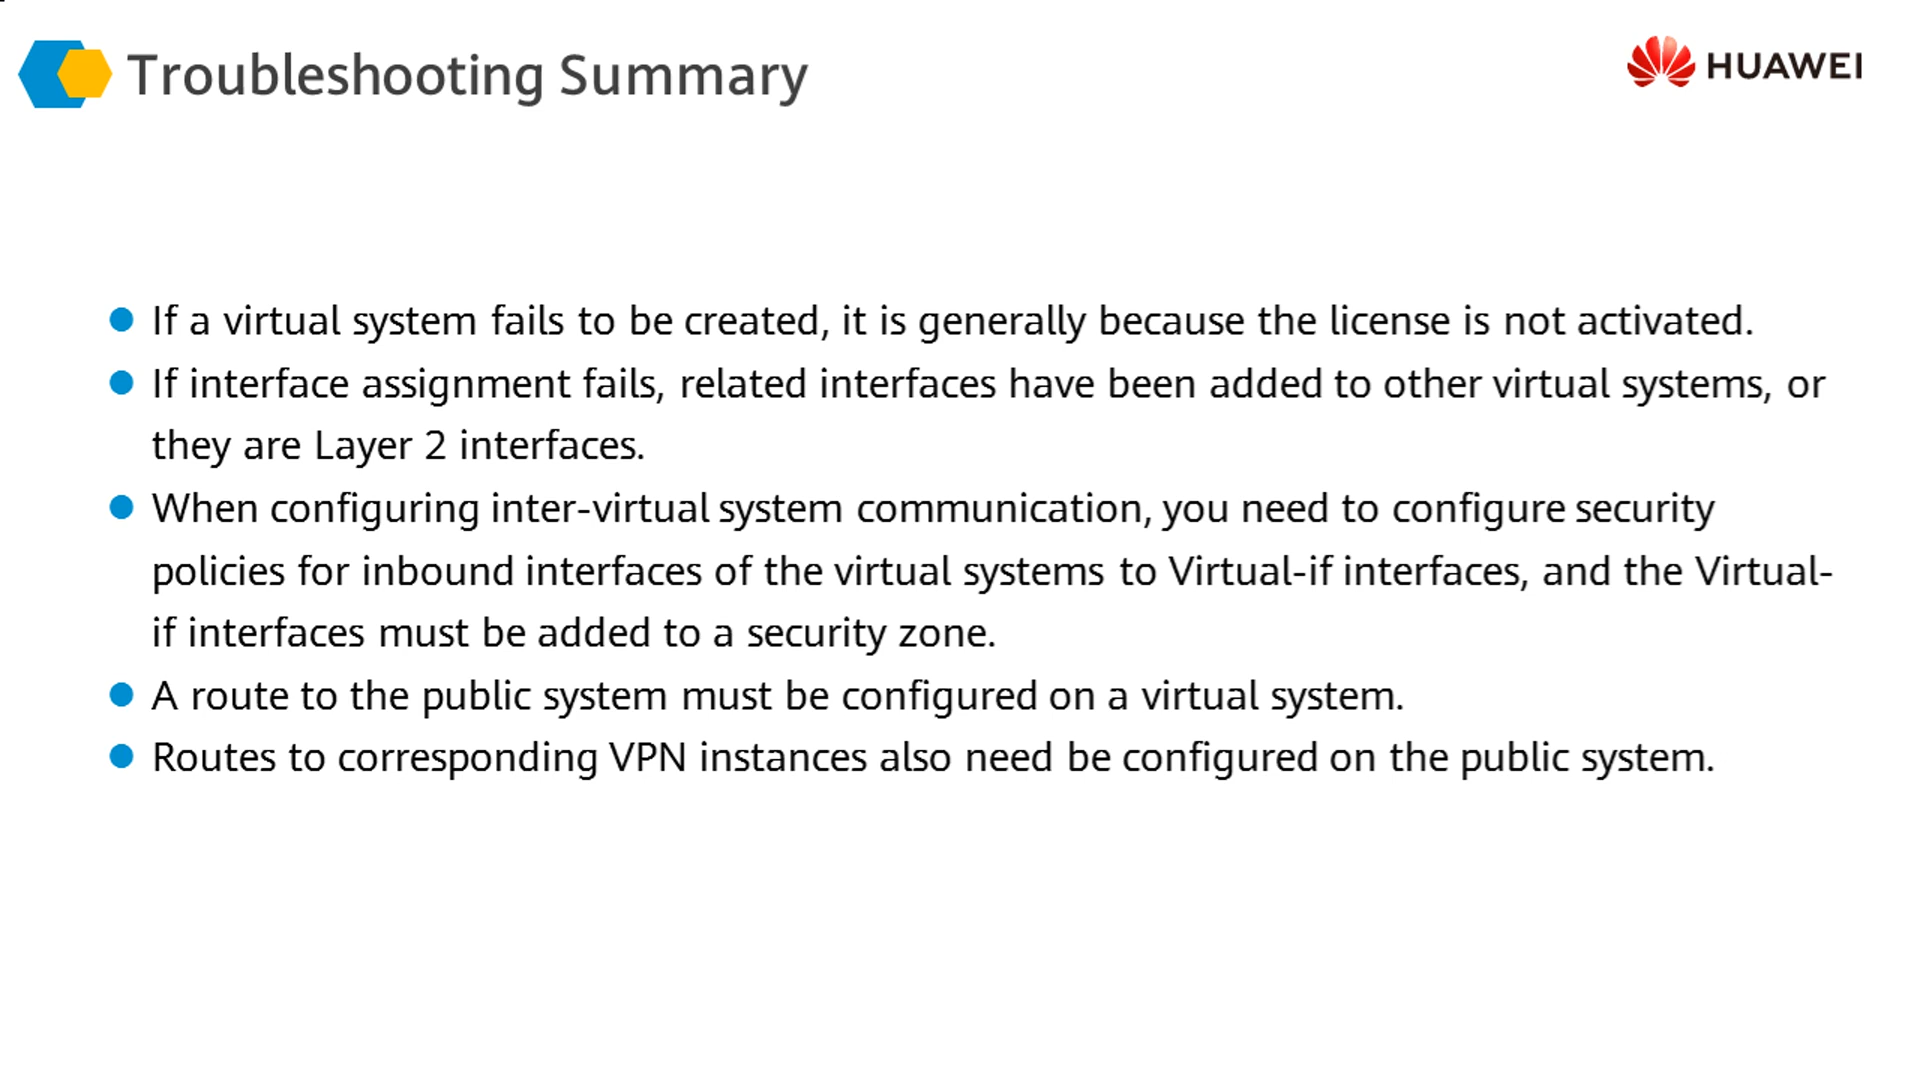 Troubleshooting Summary
HUAWEI
If a virtual system fails to be created, it is generally because the license is not activated.
If interface assignment fails, related interfaces have been added to other virtual systems, or
they are Layer 2 interfaces.
When configuring inter-virtual system communication, you need to configure security
policies for inbound interfaces of the virtual systems to Virtual-if interfaces, and the Virtual-
if interfaces must be added to a security zone.
A route to the public system must be configured on a virtual system.
Routes to corresponding VPN instances also need be configured on the public system.